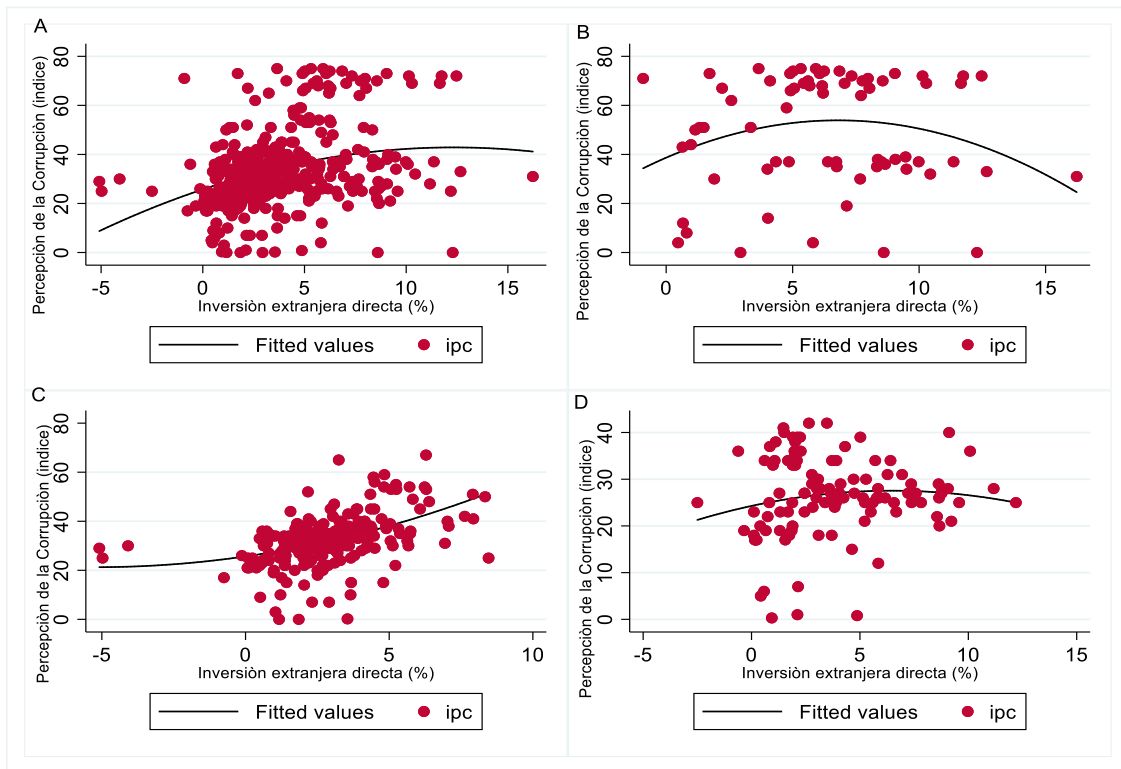 A
Percepciòn de la Corrupciòn (indice)
80
60
40
20
0
-5 0 5 10 15
Inversiòn extranjera directa (%)
Fitted values ipc
B
Percepciòn de la Corrupciòn (indice)
80
60
40
20
0
0 5 10 15
Inversiòn extranjera directa (%)
Fitted values ipc
C
Percepciòn de la Corrupciòn (indice)
80
60
40
20
0
-5 0 5 10
Inversiòn extranjera directa (%)
Fitted values ipc
D
Percepciòn de la Corrupciòn (indice)
40
30
20
10
0
-5 0 5 10 15
Inversiòn extranjera directa (%)
Fitted values ipc